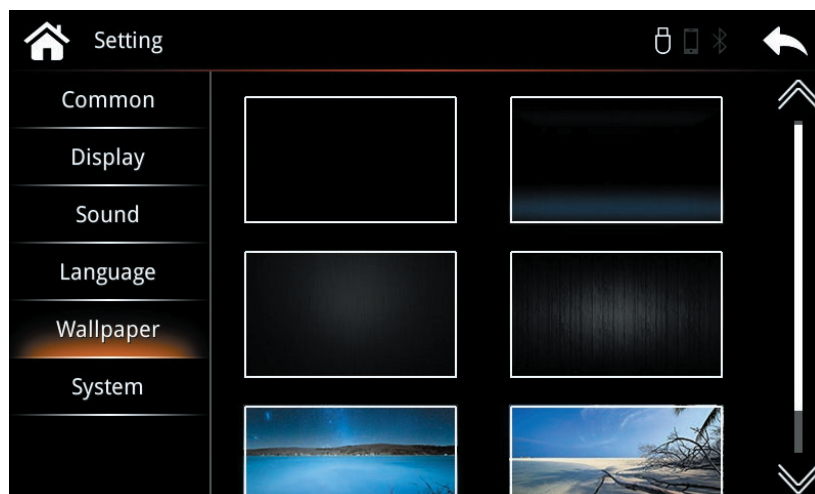 Setting
Common
Display
Sound
Language
Wallpaper
System